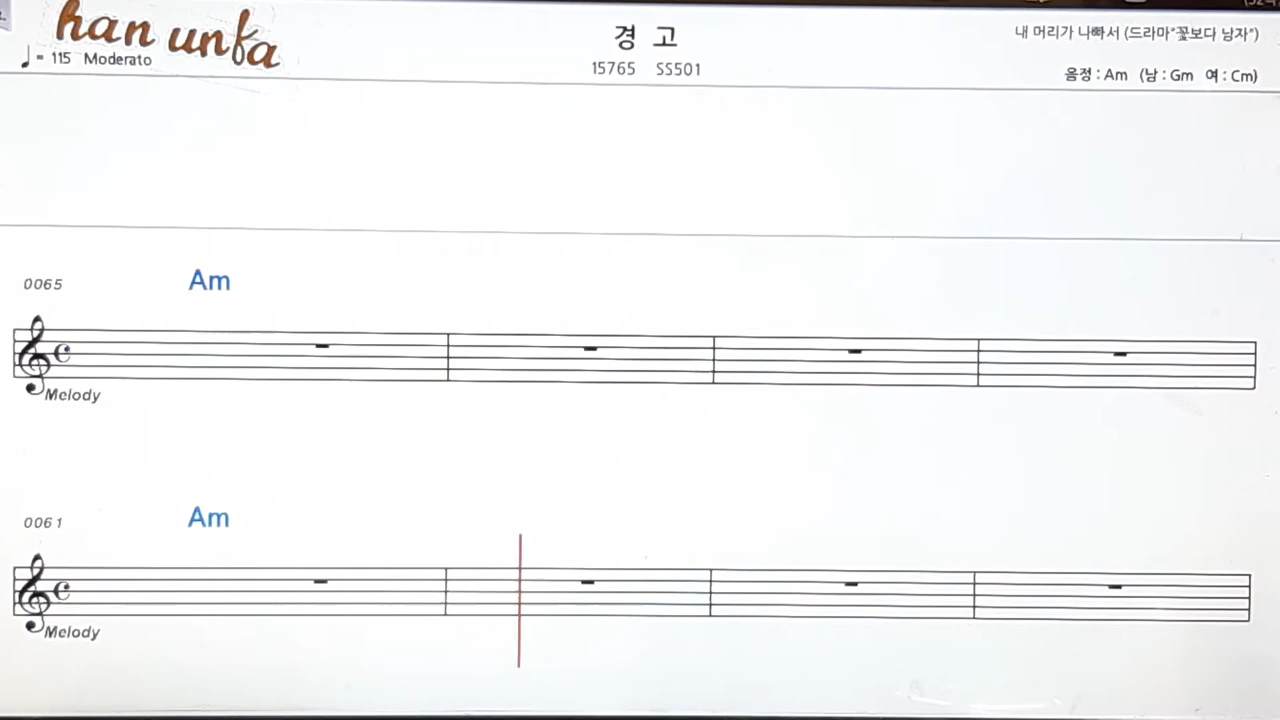 han unfa
♩= 115 Moderato
경 고
15765 SS501
내 머리가 나빠서 (드라마"꽃보다 남자")
음정 : Am (남 : Gm 여 : Cm)
0065 Am
Melody
0061 Am
Melody